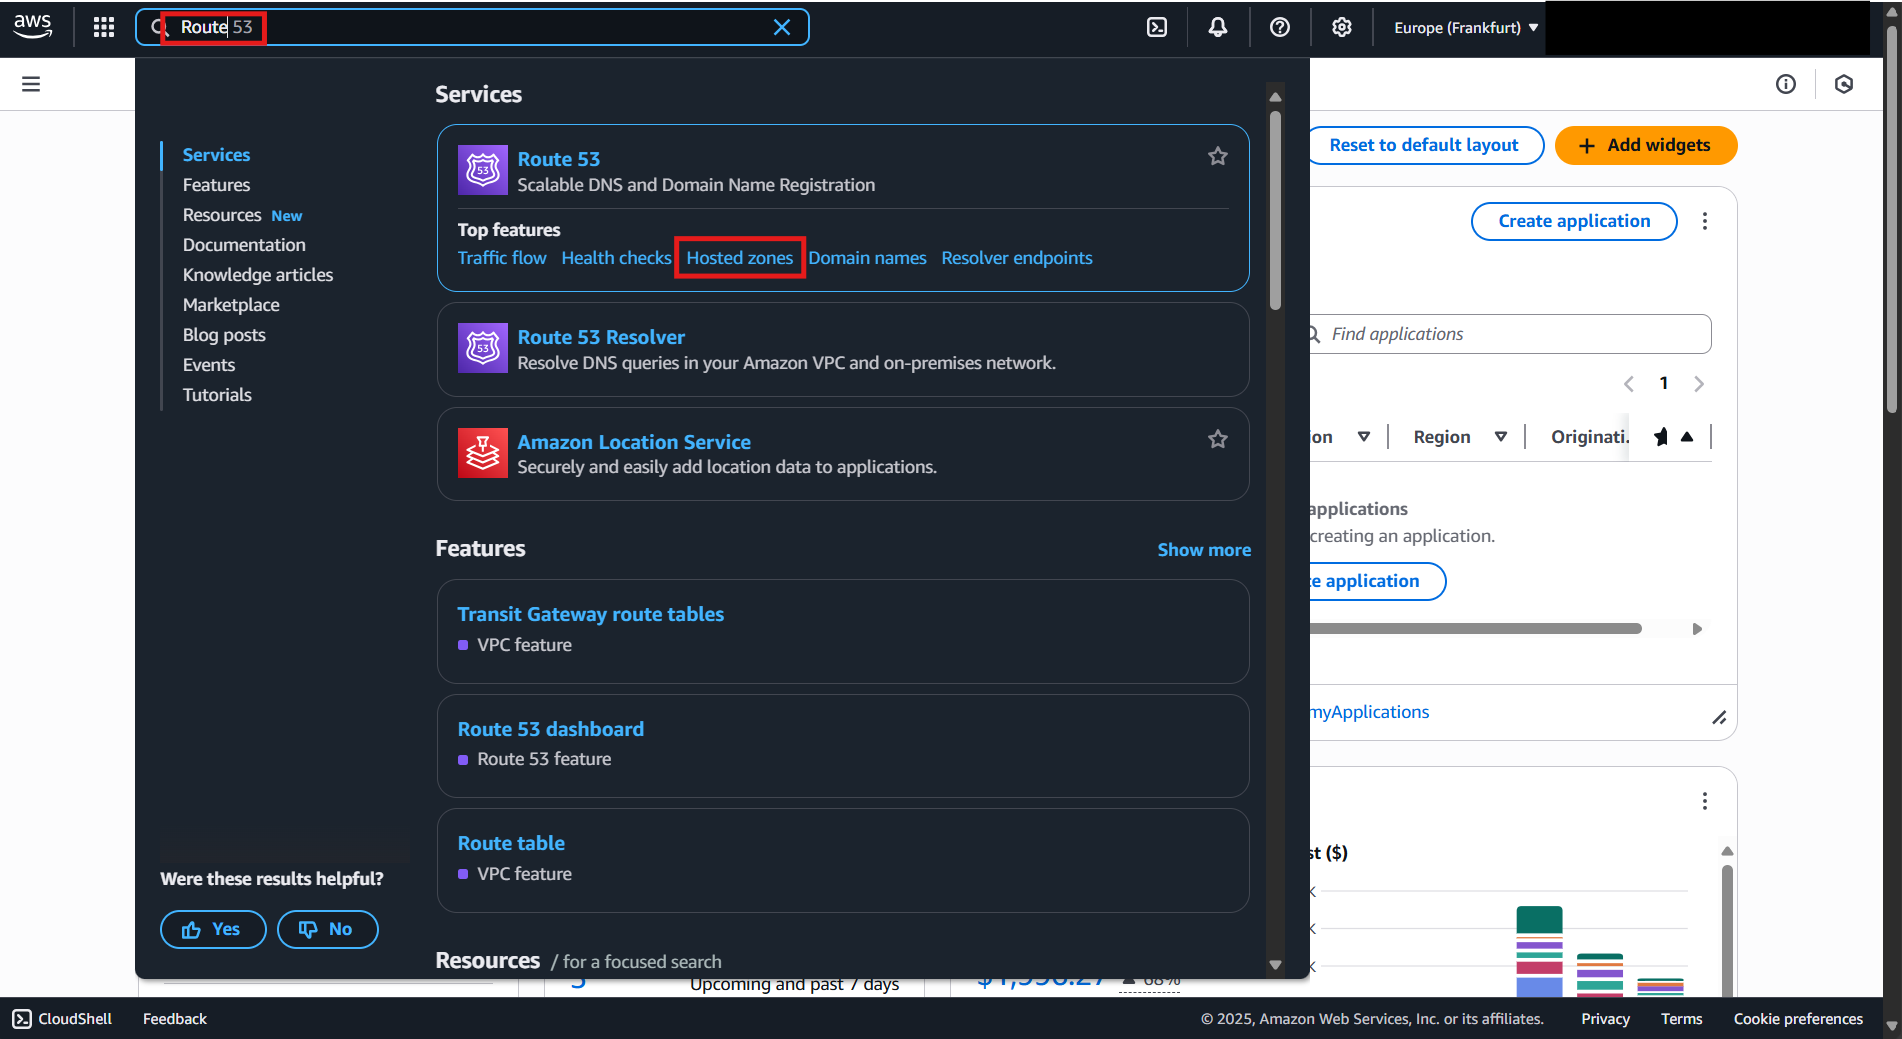 aws
Route 53
Europe (Frankfurt)
Services
Features
Resources New
Documentation
Knowledge articles
Marketplace
Blog posts
Events
Tutorials
Were these results helpful?
Yes
No
Services
Route 53
Scalable DNS and Domain Name Registration
Top features
Traffic flow Health checks Hosted zones Domain names Resolver endpoints
Route 53 Resolver
Resolve DNS queries in your Amazon VPC and on-premises network.
Amazon Location Service
Securely and easily add location data to applications.
Features
Show more
Transit Gateway route tables
VPC feature
Route 53 dashboard
Route 53 feature
Route table
VPC feature
Resources / for a focused search
Reset to default layout
+ Add widgets
Create application
Find applications
1
ion
Region
Originati.
applications
creating an application.
te application
myApplications
st ($)
K
K
K
Upcoming and past 7 days
68%
CloudShell
Feedback
© 2025, Amazon Web Services, Inc. or its affiliates.
Privacy
Terms
Cookie preferences